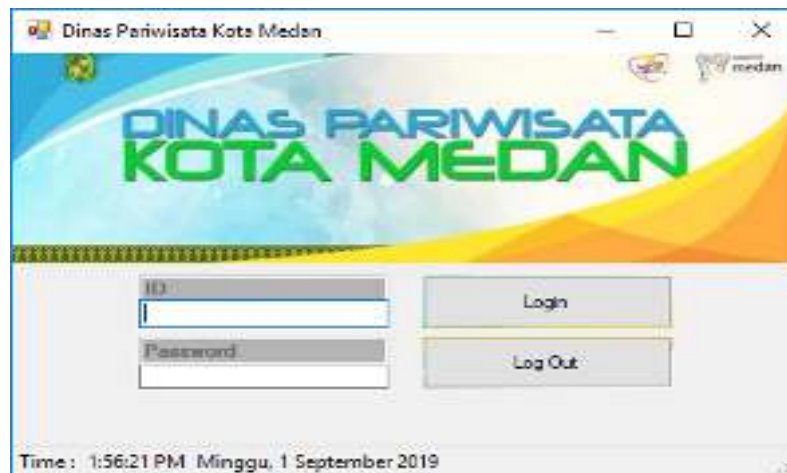 Dinas Pariwisata Kota Medan
medan
DINAS PARIWISATA
KOTA MEDAN
ID
Login
Password
Log Out
Time : 1:56:21 PM Minggu, 1 September 2019